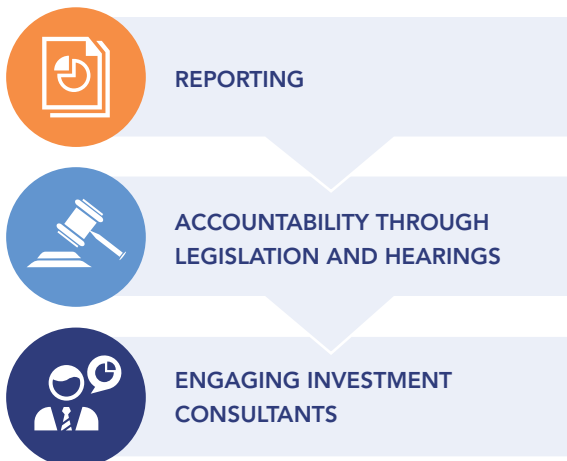 REPORTING
ACCOUNTABILITY THROUGH
LEGISLATION AND HEARINGS
ENGAGING INVESTMENT
CONSULTANTS